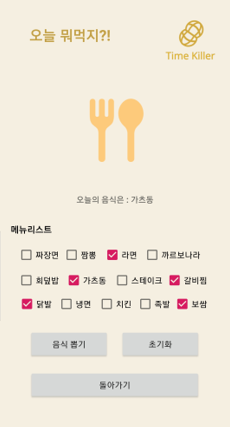 오늘 뭐먹지?!
Time Killer
오늘의 음식은 : 가츠동
메뉴리스트
짜장면 짬뽕 라면 까르보나라
회덮밥 가츠동 스테이크 갈비찜
닭발 냉면 치킨 족발 보쌈
음식 뽑기 초기화
돌아가기